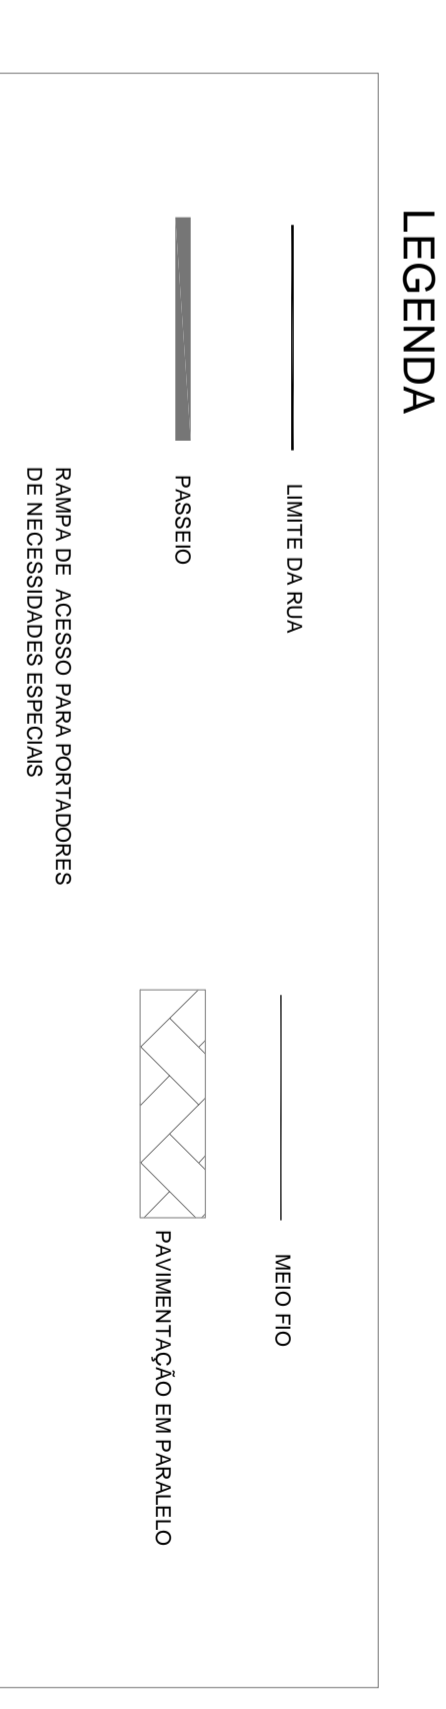 LEGENDA
LIMITE DA RUA
MEIO FIO
PASSEIO
PAVIMENTAÇÃO EM PARALELO
RAMPA DE ACESSO PARA PORTADORES
DE NECESSIDADES ESPECIAIS